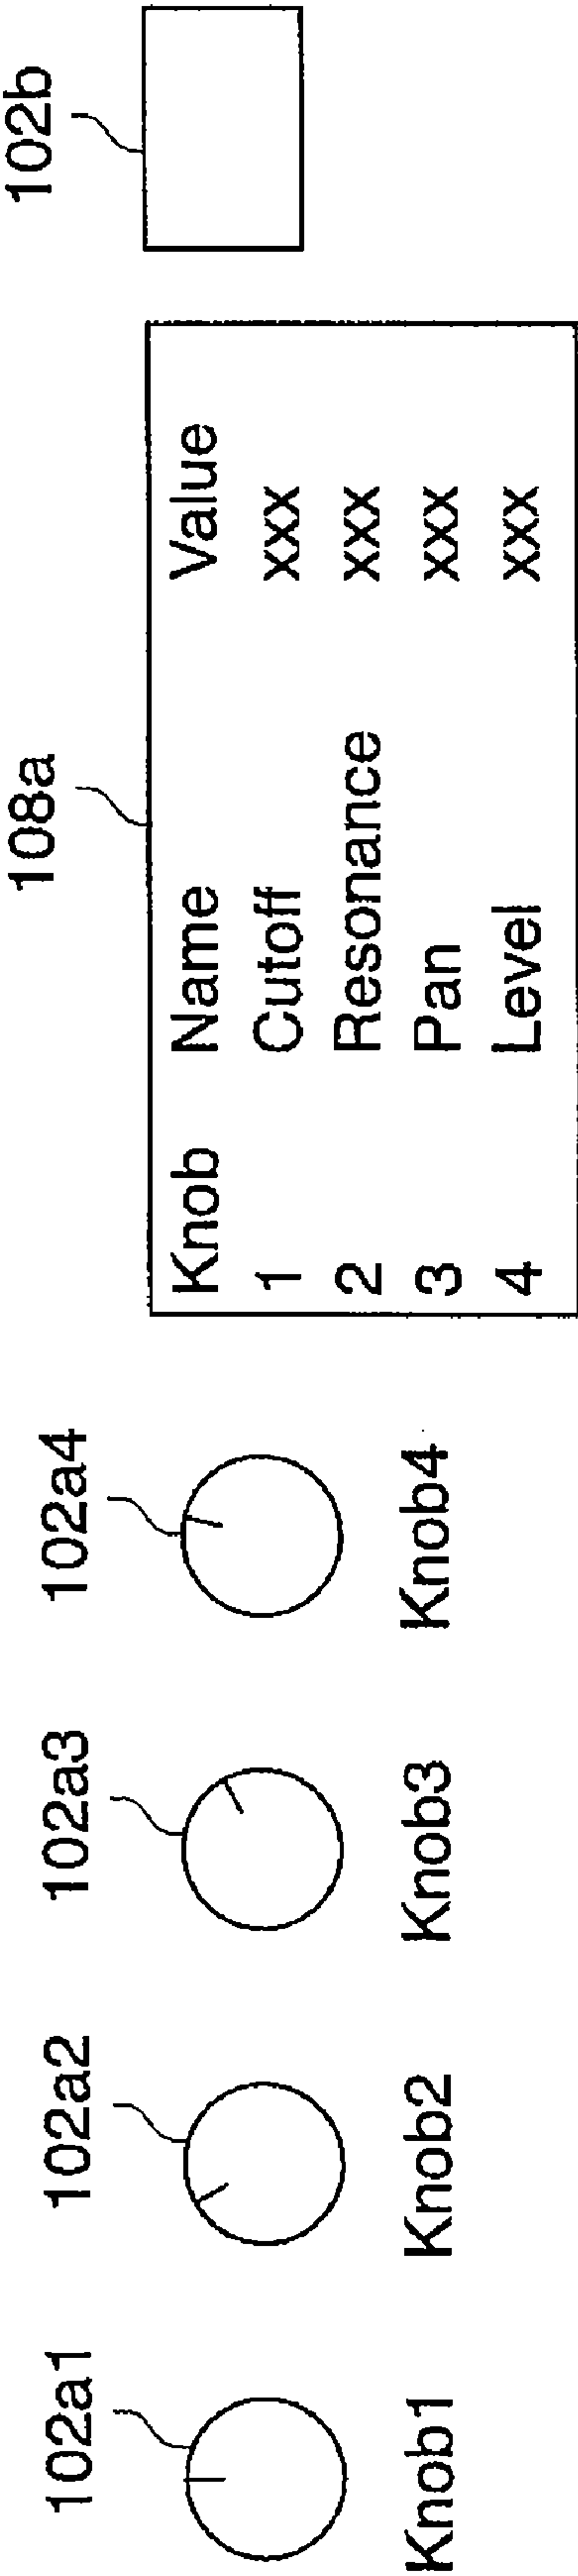 102a1 102a2 102a3 102a4 108a 102b
Knob Name Value
1 Cutoff xxx
2 Resonance xxx
3 Pan xxx
4 Level xxx
Knob1 Knob2 Knob3 Knob4